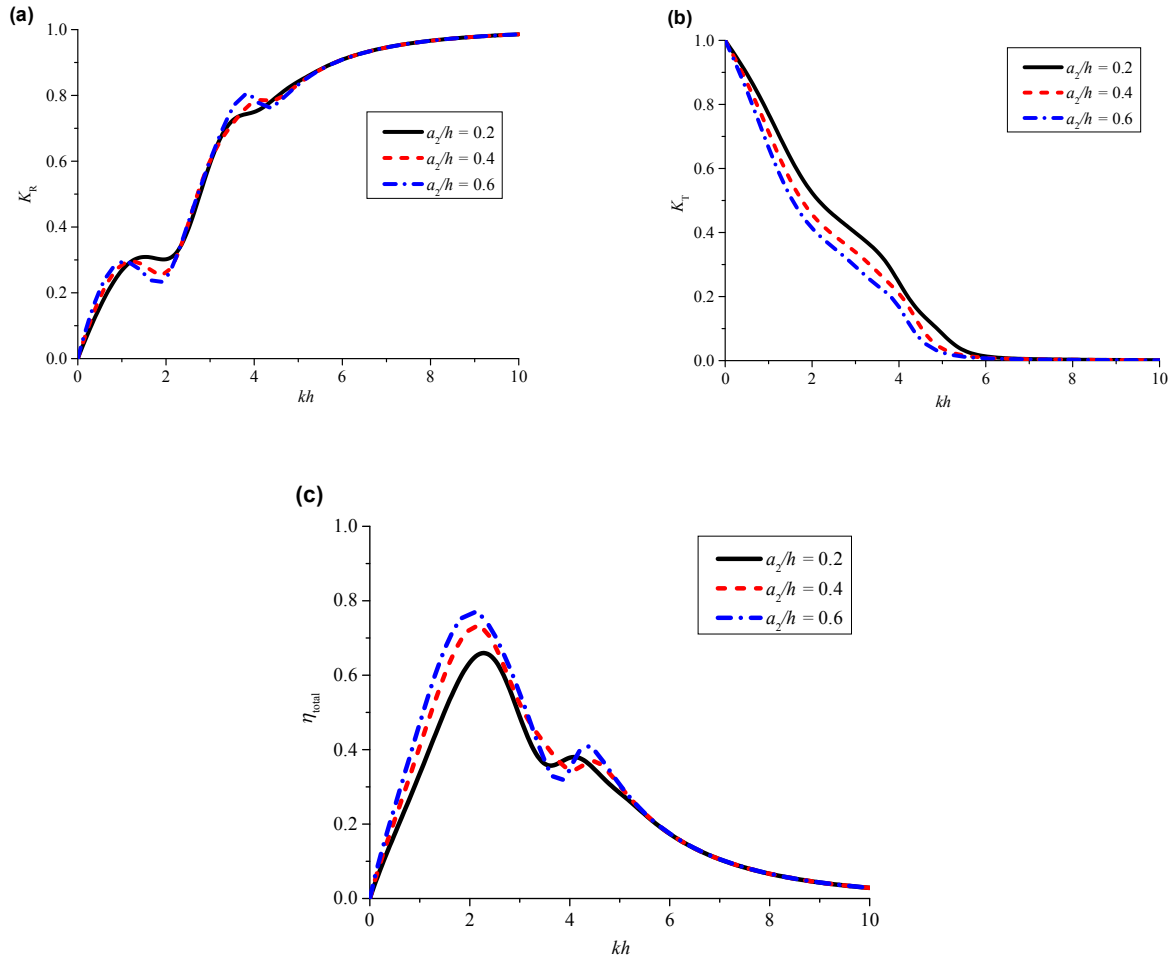 (a)
1.0
0.8
0.6
0.4
0.2
0.0
K_R
0 2 4 6 8 10
kh
a₂/h = 0.2
a₂/h = 0.4
a₂/h = 0.6
(b)
1.0
0.8
0.6
0.4
0.2
0.0
K_T
0 2 4 6 8 10
kh
a₂/h = 0.2
a₂/h = 0.4
a₂/h = 0.6
(c)
1.0
0.8
0.6
0.4
0.2
0.0
η_total
0 2 4 6 8 10
kh
a₂/h = 0.2
a₂/h = 0.4
a₂/h = 0.6